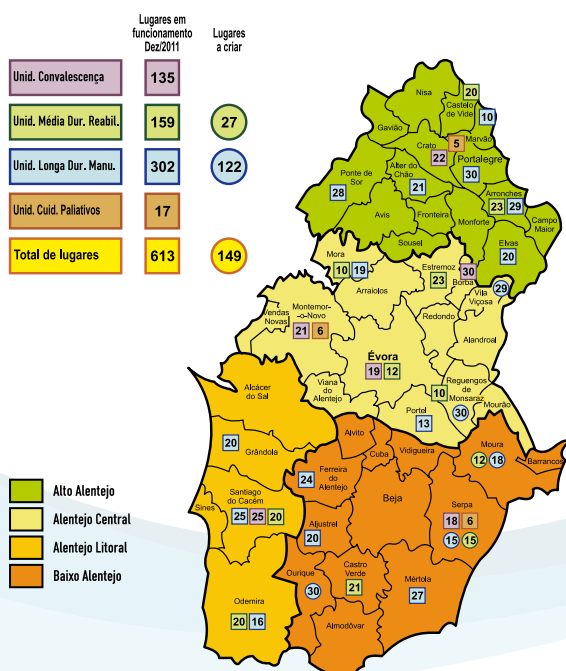 Lugares em
funcionamento
Dez/2011
Lugares
a criar
Unid. Convalescença
135
Unid. Média Dur. Reabil.
159
27
Unid. Longa Dur. Manu.
302
122
Unid. Cuid. Paliativos
17
Total de lugares
613
149
Nisa
20
Castelo
de Vide
10
Gavião
Crato
5
Marvão
22
Portalegre
30
Ponte de
Sor
28
Alter do
Chão
21
Arronches
23 29
Avis
Fronteira
Monforte
Campo
Maior
Sousel
Elvas
20
Mora
10 19
Estremoz
23
30
Borba
Arraiolos
Vila
Viçosa
29
Vendas
Novas
Montemor-
o-Novo
21 6
Redondo
Alandroal
Évora
19 12
Viana do
Alentejo
10
Reguengos
de
Monsaraz
30
Mourão
Portel
13
Alcácer
do Sal
Grândola
20
Alvito
Cuba
Vidigueira
Moura
12 18
Barrancos
Ferreira
do
Alentejo
24
Beja
Santiago
do Cacém
25 25 20
Sines
Aljustrel
20
Serpa
18 6
15 15
Ourique
30
Castro
Verde
21
Mértola
27
Odemira
20 16
Almodôvar
Alto Alentejo
Alentejo Central
Alentejo Litoral
Baixo Alentejo